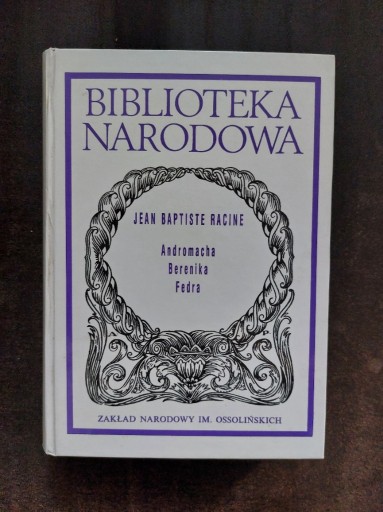 BIBLIOTEKA
NARODOWA
JEAN BAPTISTE RACINE
Andromacha
Berenika
Fedra
ZAKŁAD NARODOWY IM. OSSOLIŃSKICH